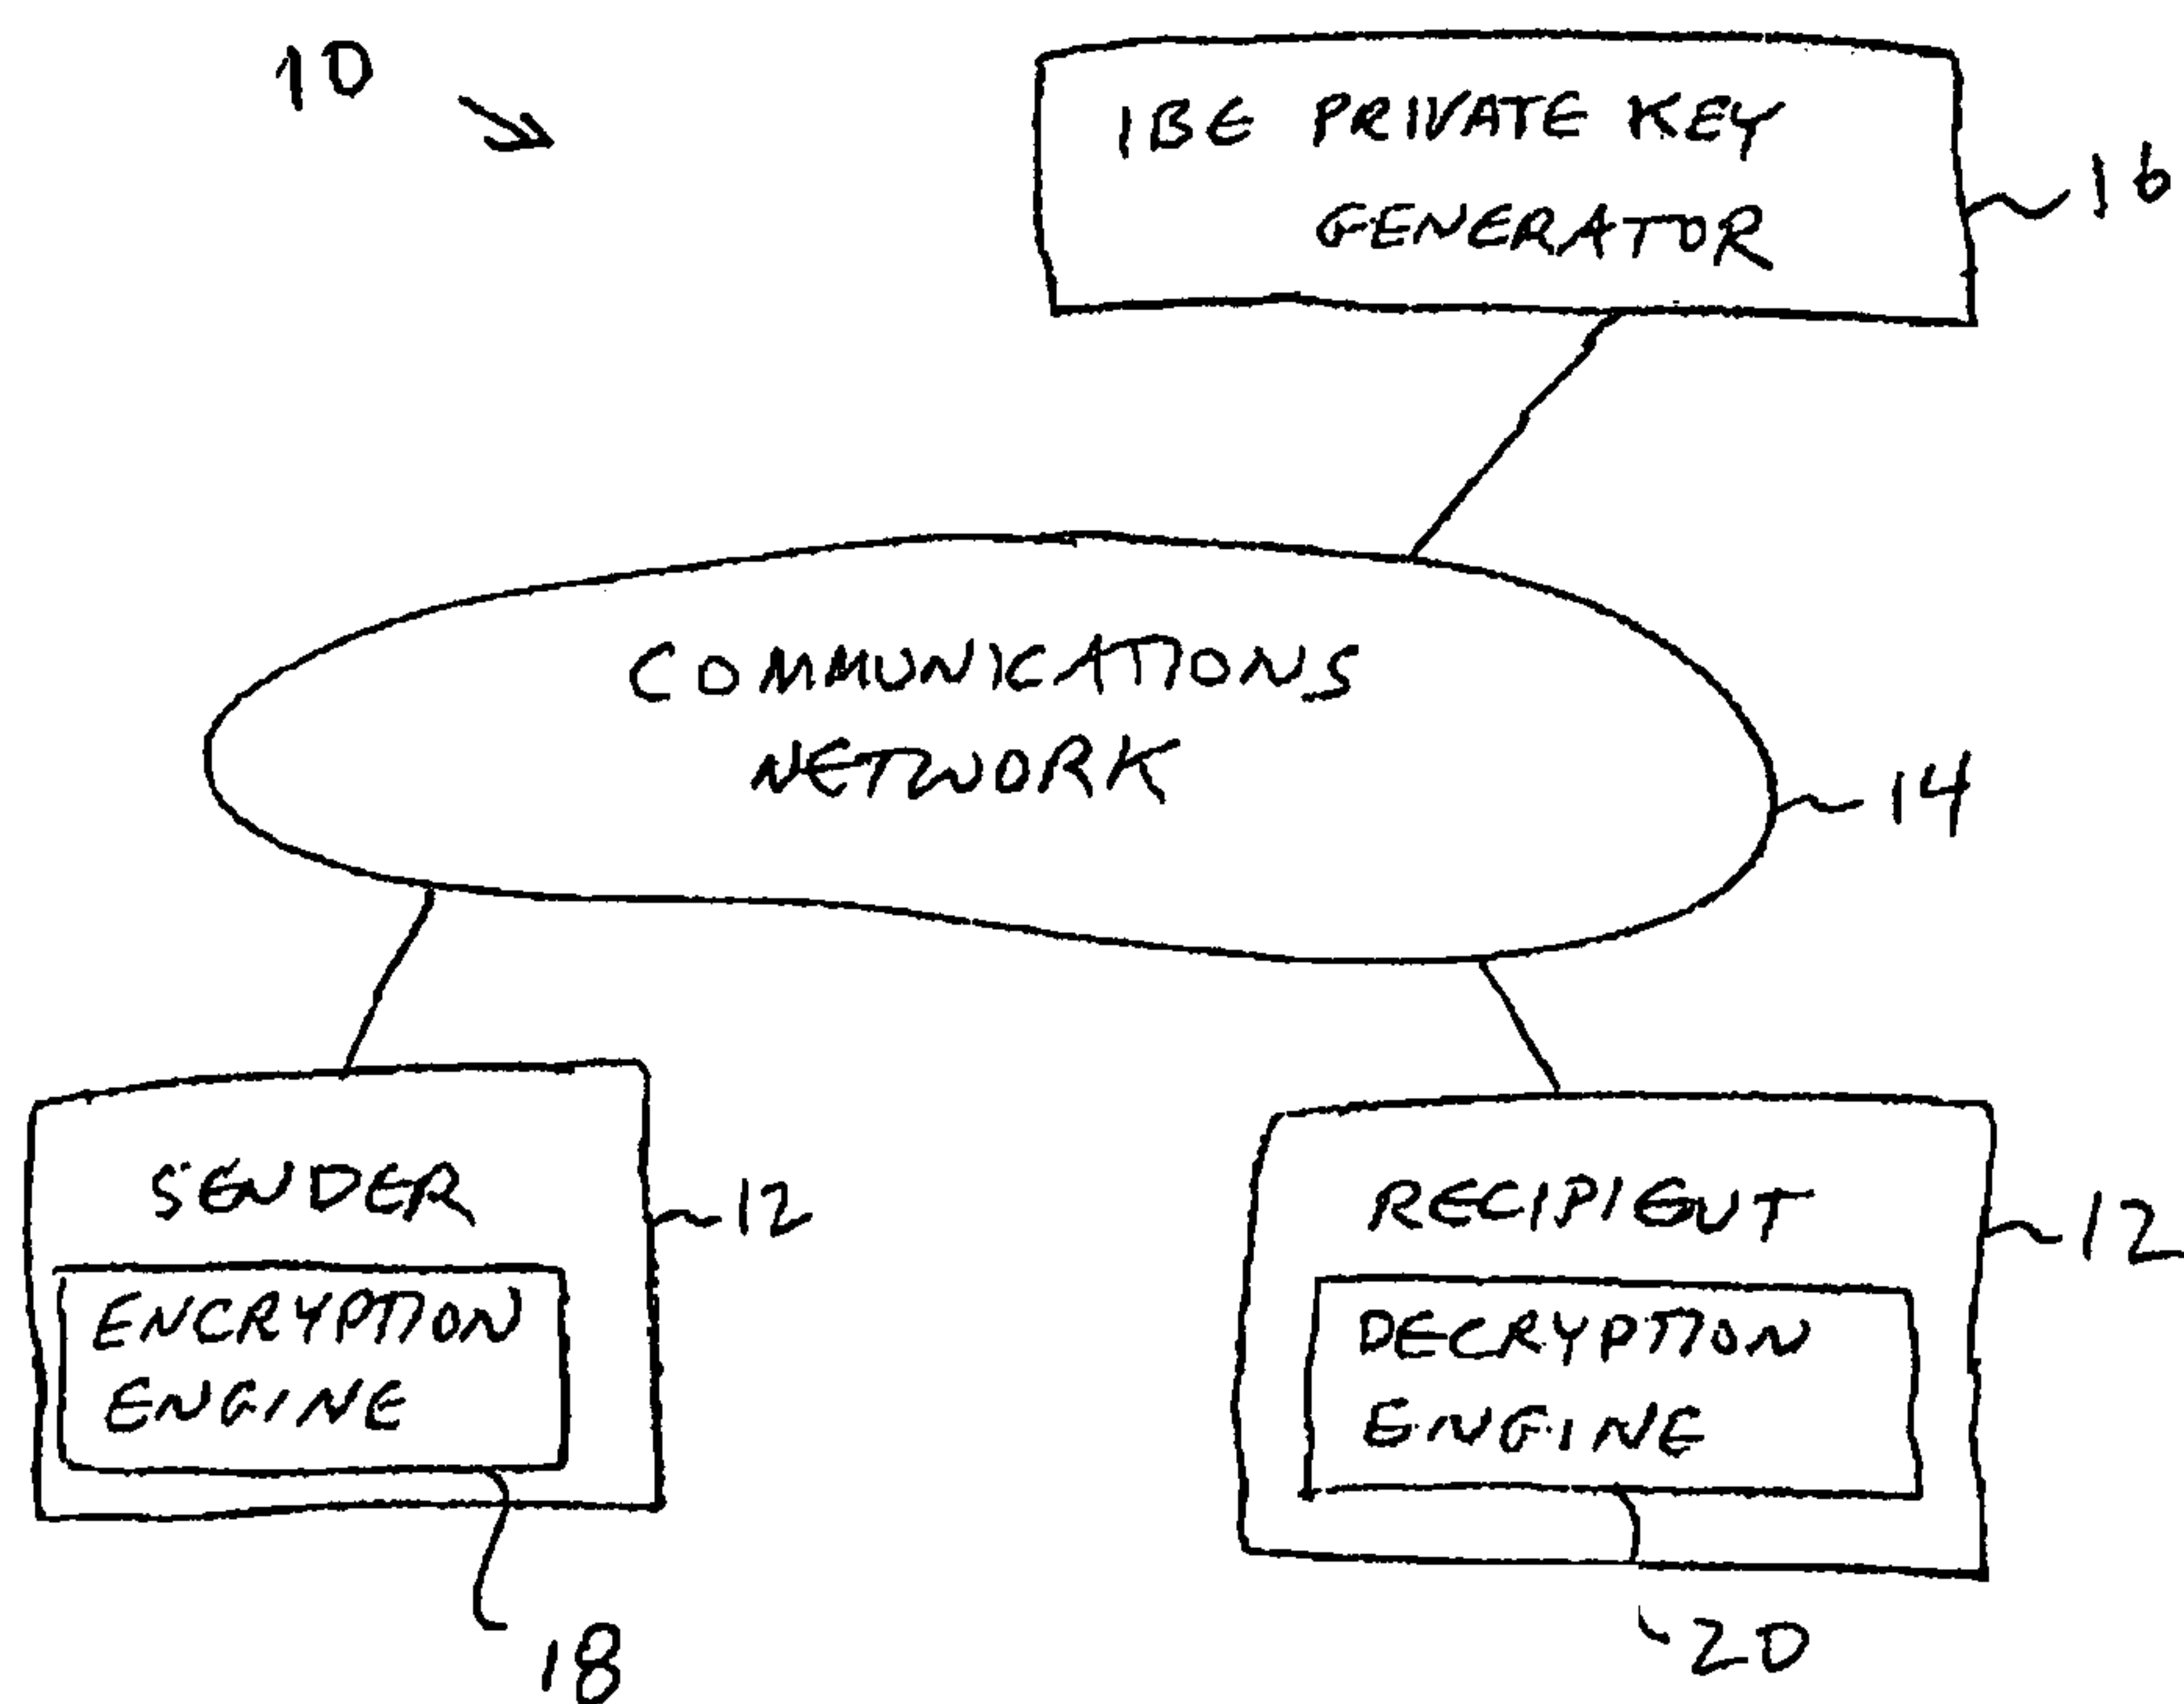 10
IBE PRIVATE KEY
GENERATOR
16
COMMUNICATIONS
NETWORK
14
SENDER
12
ENCRYPTION
ENGINE
18
RECIPIENT
12
DECRYPTION
ENGINE
20